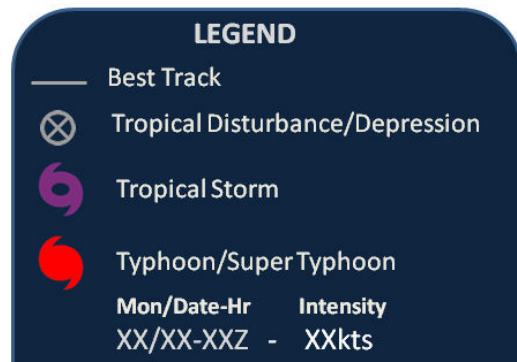 LEGEND
Best Track
Tropical Disturbance/Depression
Tropical Storm
Typhoon/Super Typhoon
Mon/Date-Hr Intensity
XX/XX-XXZ - XXkts